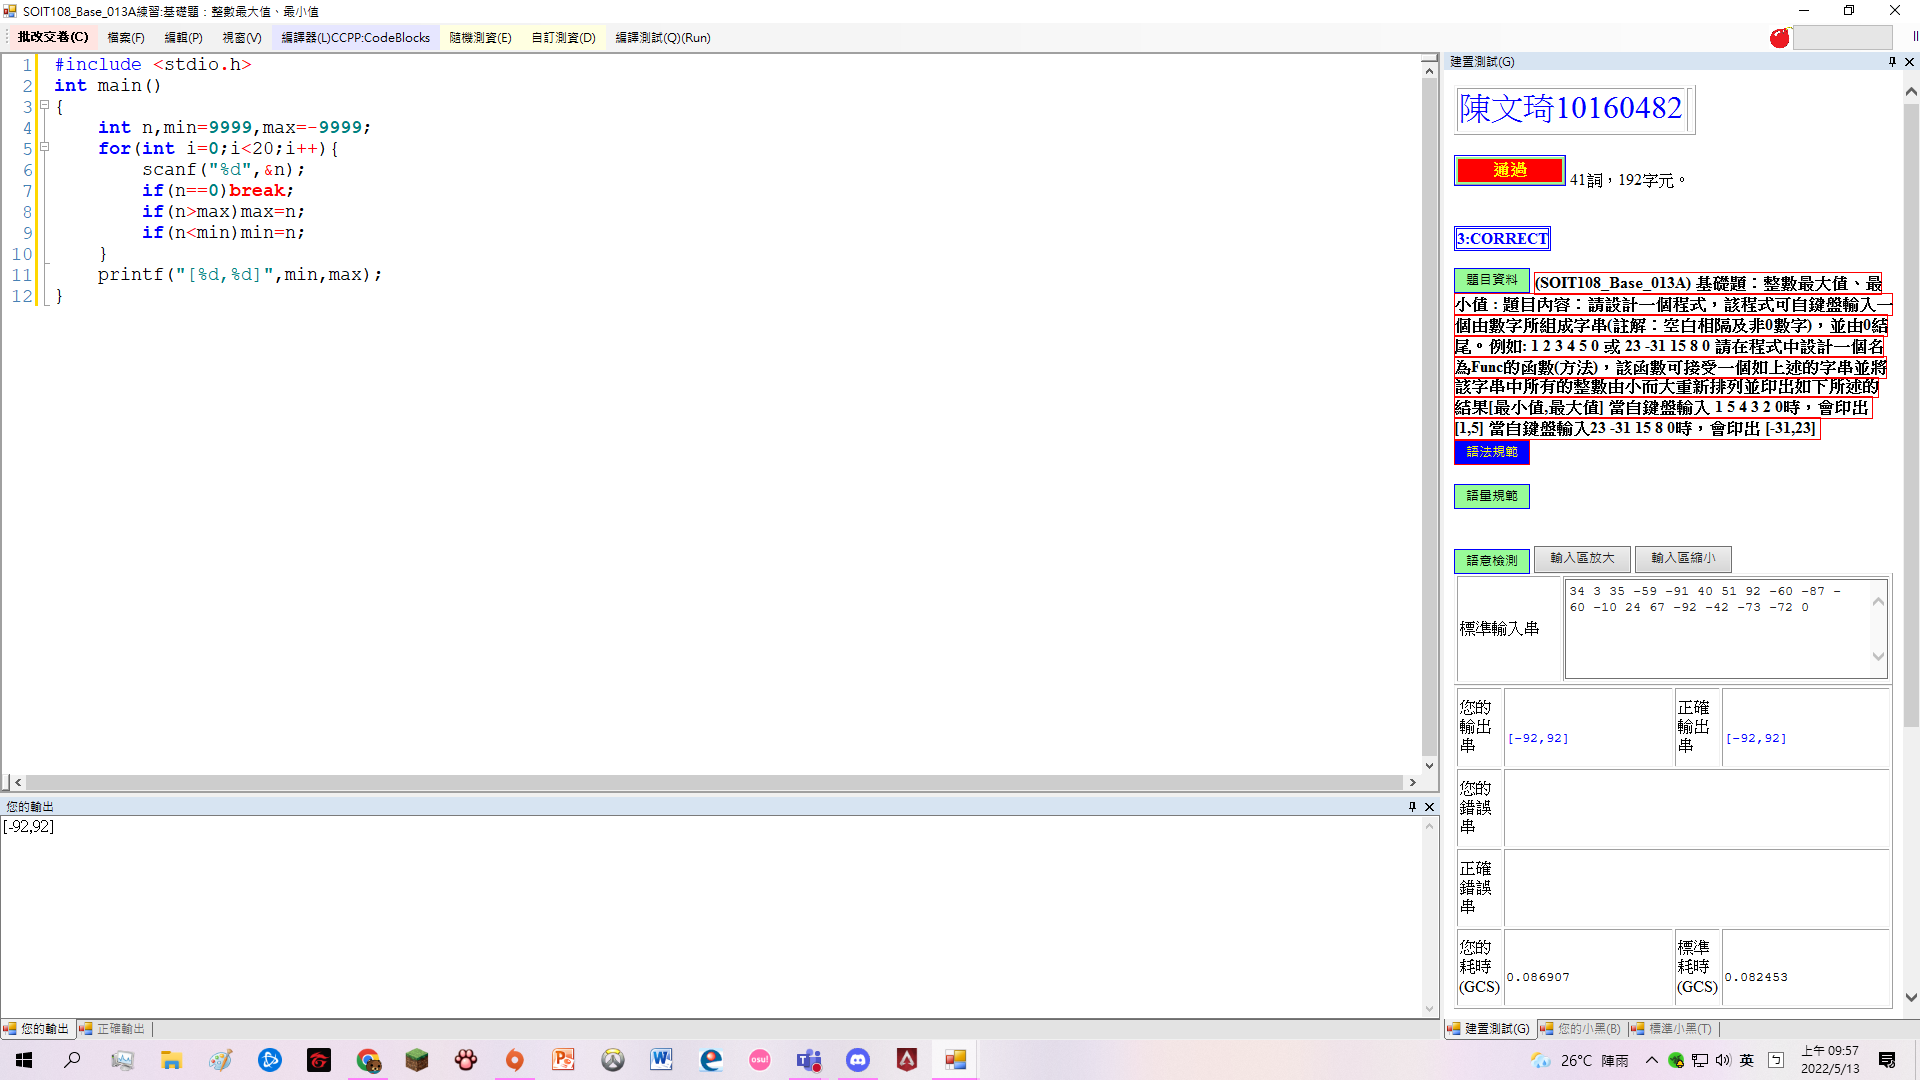 SOIT108_Base_013A練習:基礎題：整數最大值、最小值
批改交卷(C) 檔案(F) 編輯(P) 視窗(V) 編譯器(L)CCPP:CodeBlocks 隨機測資(E) 自訂測資(D) 編譯測試(Q)(Run)
1 #include <stdio.h>
2 int main()
3 {
4 int n,min=9999,max=-9999;
5 for(int i=0;i<20;i++){
6 scanf("%d",&n);
7 if(n==0)break;
8 if(n>max)max=n;
9 if(n<min)min=n;
10 }
11 printf("[%d,%d]",min,max);
12 }
您的輸出
[-92,92]
您的輸出 正確輸出
建置測試(G)
陳文琦10160482
通過 41詞，192字元。
3:CORRECT
題目資料 (SOIT108_Base_013A) 基礎題：整數最大值、最
小值：題目內容：請設計一個程式，該程式可自鍵盤輸入一
個由數字所組成字串(註解：空白相隔及非0數字)，並由0結
尾。例如: 1 2 3 4 5 0 或 23 -31 15 8 0 請在程式中設計一個名
為Func的函數(方法)，該函數可接受一個如上述的字串並將
該字串中所有的整數由小而大重新排列並印出如下所述的
結果[最小值,最大值] 當自鍵盤輸入 1 5 4 3 2 0時，會印出
[1,5] 當自鍵盤輸入23 -31 15 8 0時，會印出 [-31,23]
語法規範
語量規範
語意檢測 輸入區放大 輸入區縮小
標準輸入串
34 3 35 -59 -91 40 51 92 -60 -87 -
60 -10 24 67 -92 -42 -73 -72 0
您的
輸出
串
[-92,92]
正確
輸出
串
[-92,92]
您的
錯誤
串
正確
錯誤
串
您的
耗時
(GCS)
0.086907
標準
耗時
(GCS)
0.082453
建置測試(G) 您的小黑(B) 標準小黑(T)
osu!
26°C 陣雨
英
上午 09:57
2022/5/13